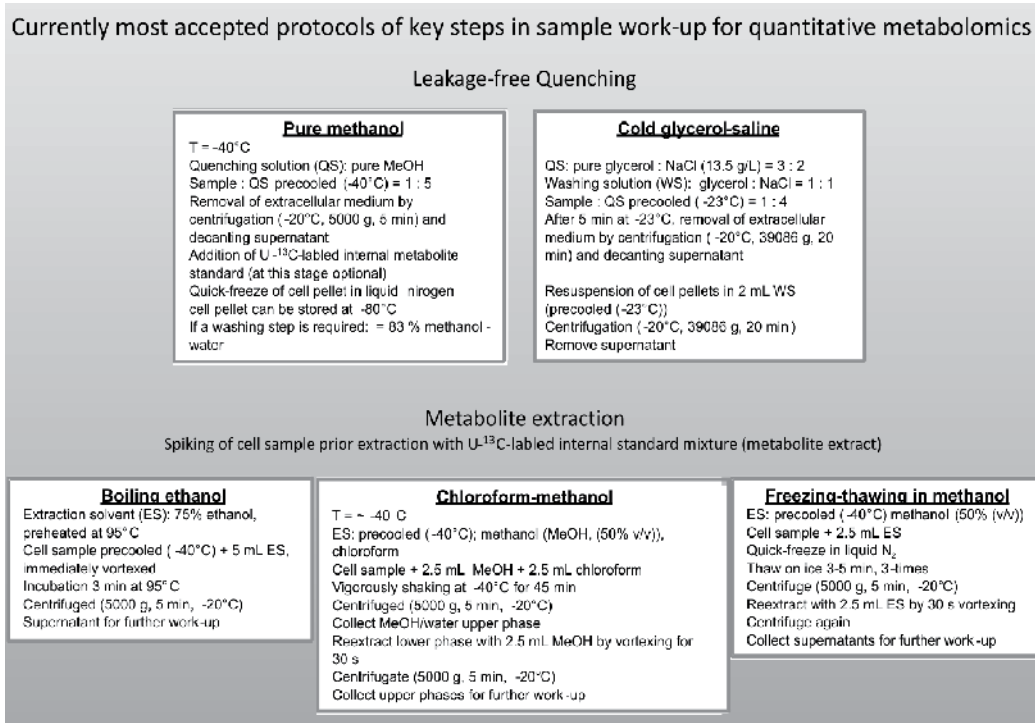 Currently most accepted protocols of key steps in sample work-up for quantitative metabolomics
Leakage-free Quenching
Pure methanol
T = -40°C
Quenching solution (QS): pure MeOH
Sample : QS precooled (-40°C) = 1 : 5
Removal of extracellular medium by
centrifugation (-20°C, 5000 g, 5 min) and
decanting supernatant
Addition of U-¹³C-labled internal metabolite
standard (at this stage optional)
Quick-freeze of cell pellet in liquid nirogen
cell pellet can be stored at -80°C
If a washing step is required: = 83 % methanol -
water
Cold glycerol-saline
QS: pure glycerol : NaCl (13.5 g/L) = 3 : 2
Washing solution (WS): glycerol : NaCl = 1 : 1
Sample : QS precooled (-23°C) = 1 : 4
After 5 min at -23°C, removal of extracellular
medium by centrifugation (-20°C, 39086 g, 20
min) and decanting supernatant
Resuspension of cell pellets in 2 mL WS
(precooled (-23°C))
Centrifugation (-20°C, 39086 g, 20 min)
Remove supernatant
Metabolite extraction
Spiking of cell sample prior extraction with U-¹³C-labled internal standard mixture (metabolite extract)
Boiling ethanol
Extraction solvent (ES): 75% ethanol,
preheated at 95°C
Cell sample precooled (-40°C) + 5 mL ES,
immediately vortexed
Incubation 3 min at 95°C
Centrifuged (5000 g, 5 min, -20°C)
Supernatant for further work-up
Chloroform-methanol
T = ~ -40 C
ES: precooled (-40°C); methanol (MeOH, (50% v/v)),
chloroform
Cell sample + 2.5 mL MeOH + 2.5 mL chloroform
Vigorously shaking at -40°C for 45 min
Centrifuged (5000 g, 5 min, -20°C)
Collect MeOH/water upper phase
Reextract lower phase with 2.5 mL MeOH by vortexing for
30 s
Centrifugate (5000 g, 5 min, -20°C)
Collect upper phases for further work-up
Freezing-thawing in methanol
ES: precooled (-40°C) methanol (50% (v/v))
Cell sample + 2.5 mL ES
Quick-freeze in liquid N₂
Thaw on ice 3-5 min, 3-times
Centrifuge (5000 g, 5 min, -20°C)
Reextract with 2.5 mL ES by 30 s vortexing
Centrifuge again
Collect supernatants for further work-up